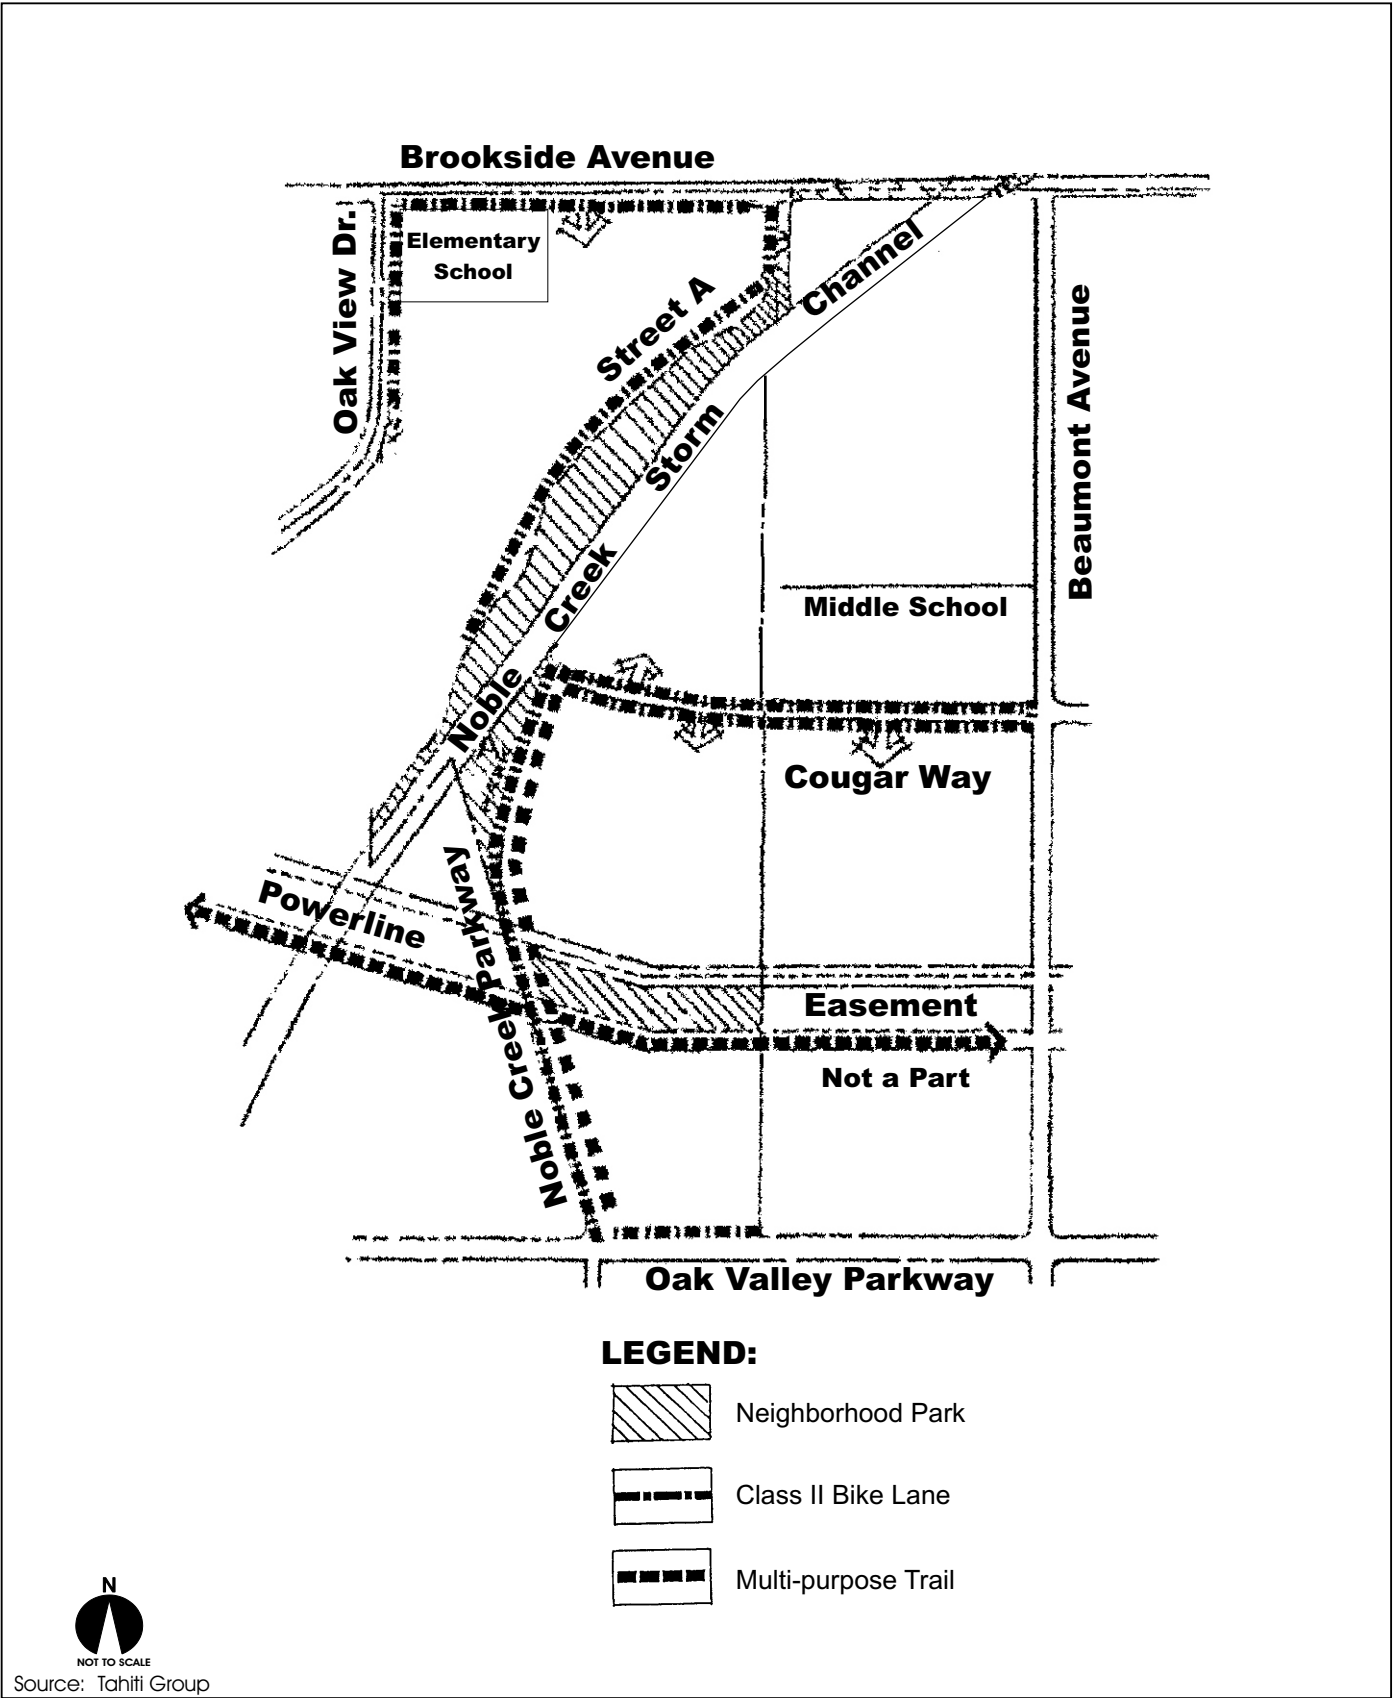 Brookside Avenue
Oak View Dr.
Elementary
School
Street A
Channel
Storm
Creek
Noble
Beaumont Avenue
Middle School
Cougar Way
Powerline
Noble Creek Parkway
Easement
Not a Part
Oak Valley Parkway
LEGEND:
Neighborhood Park
Class II Bike Lane
Multi-purpose Trail
N
NOT TO SCALE
Source: Tahiti Group